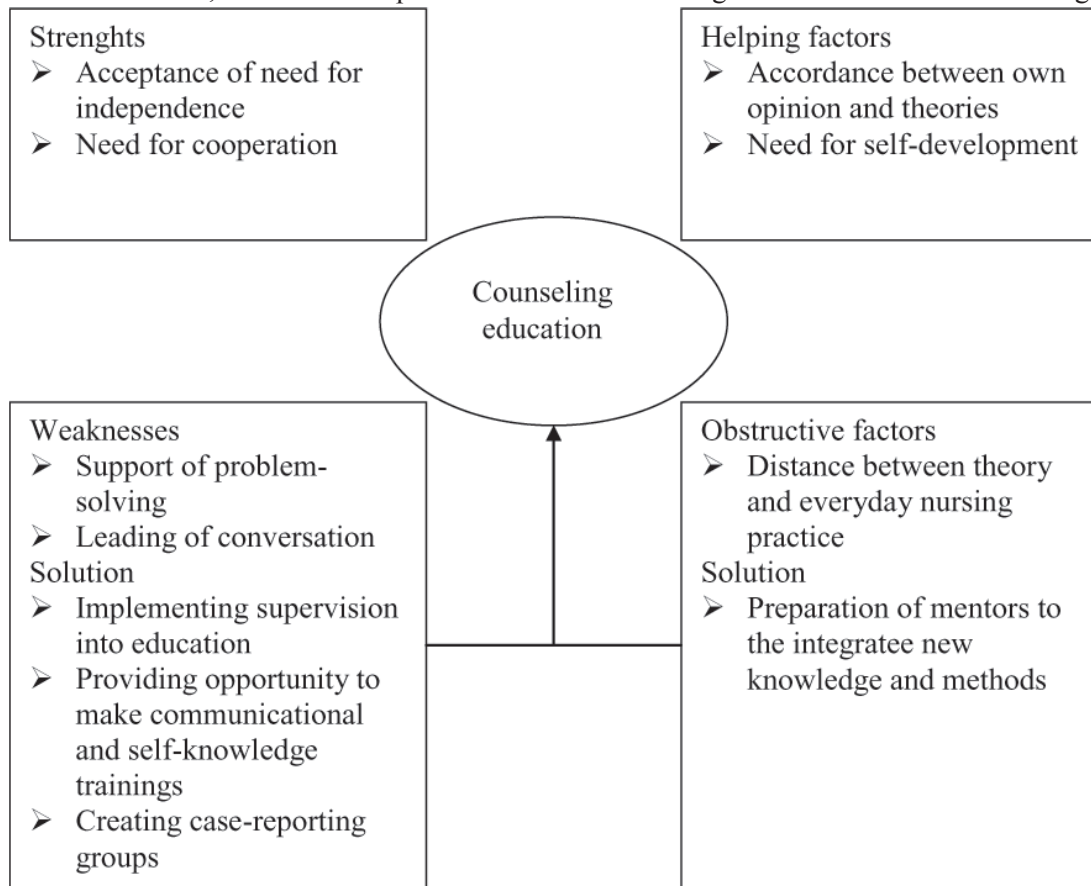 Strenghts
➢ Acceptance of need for
independence
➢ Need for cooperation
Helping factors
➢ Accordance between own
opinion and theories
➢ Need for self-development
Counseling
education
Weaknesses
➢ Support of problem-
solving
➢ Leading of conversation
Solution
➢ Implementing supervision
into education
➢ Providing opportunity to
make communicational
and self-knowledge
trainings
➢ Creating case-reporting
groups
Obstructive factors
➢ Distance between theory
and everyday nursing
practice
Solution
➢ Preparation of mentors to
the integratee new
knowledge and methods